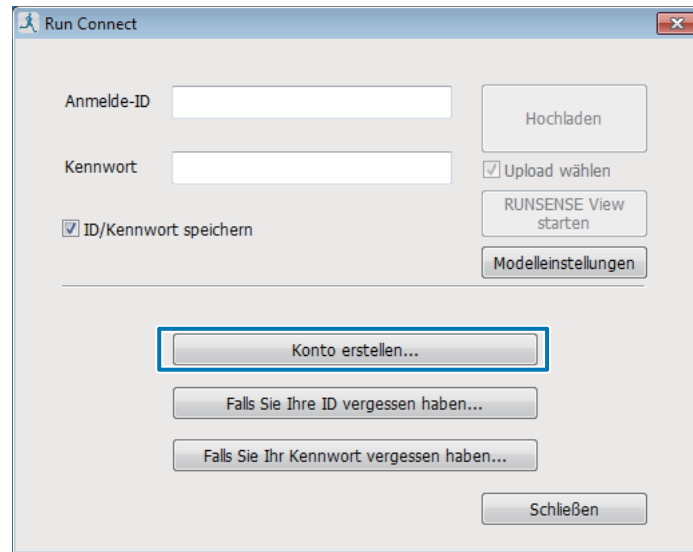 Run Connect
Anmelde-ID
Hochladen
Kennwort
Upload wählen
RUNSENSE View
starten
ID/Kennwort speichern
Modelleinstellungen
Konto erstellen...
Falls Sie Ihre ID vergessen haben...
Falls Sie Ihr Kennwort vergessen haben...
Schließen